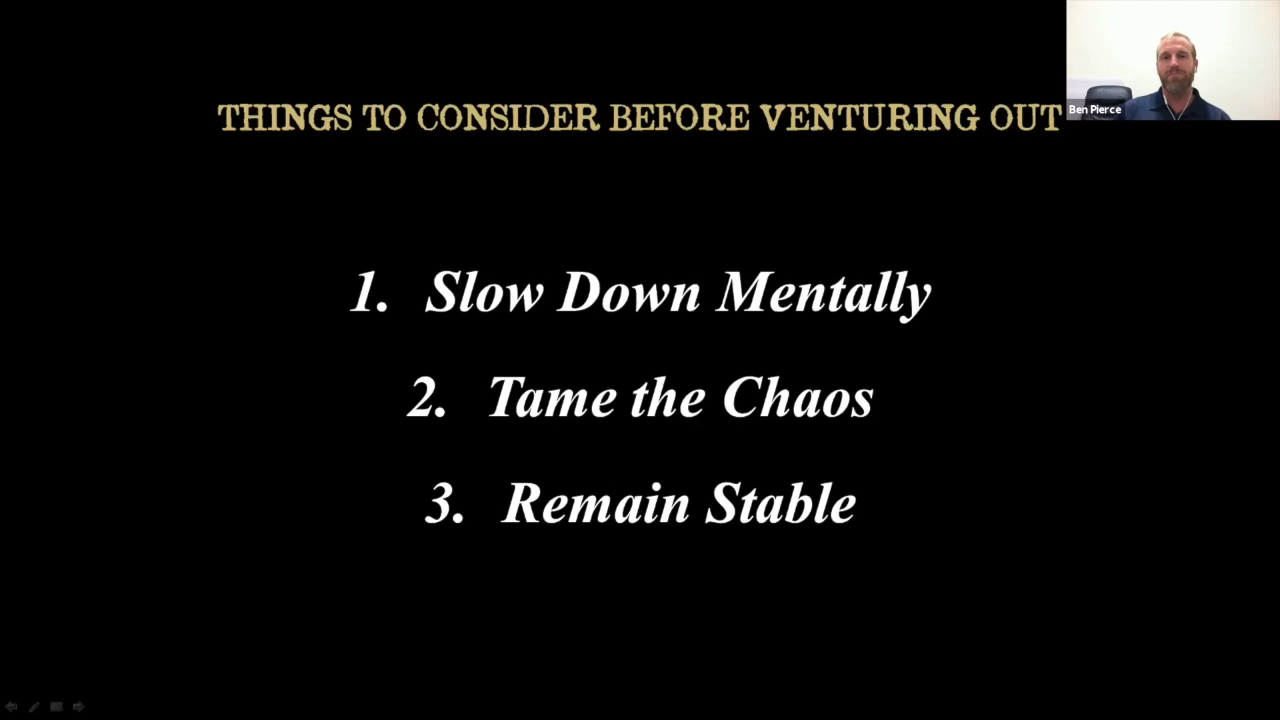 THINGS TO CONSIDER BEFORE VENTURING OUT
Ben Pierce
1. Slow Down Mentally
2. Tame the Chaos
3. Remain Stable